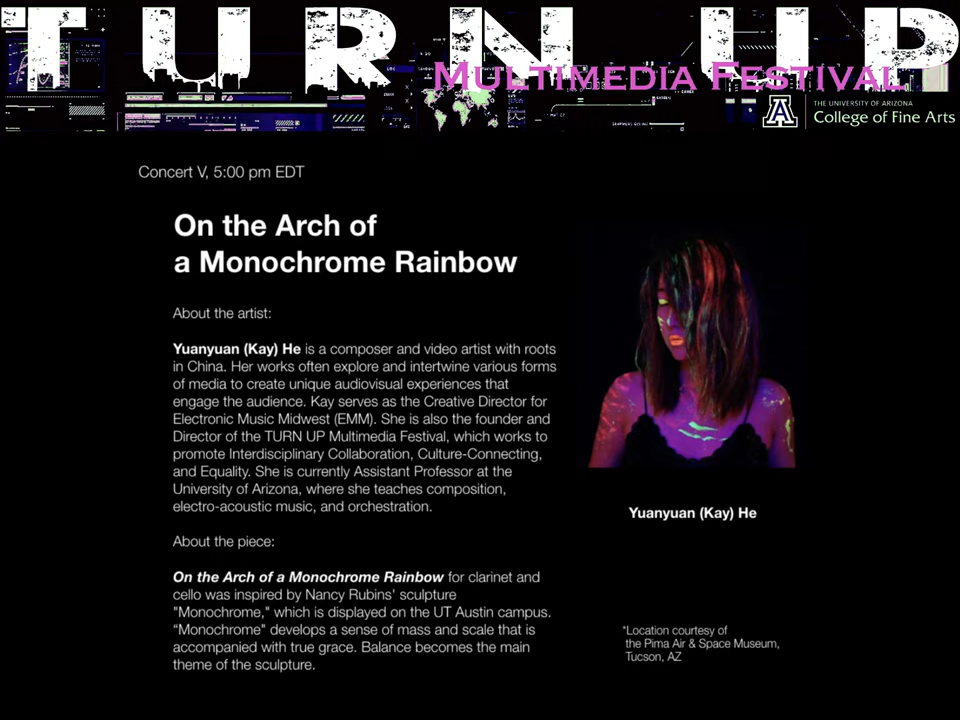 TURN UP
MULTIMEDIA FESTIVAL
THE UNIVERSITY OF ARIZONA
College of Fine Arts
Concert V, 5:00 pm EDT
On the Arch of
a Monochrome Rainbow
About the artist:
Yuanyuan (Kay) He is a composer and video artist with roots
in China. Her works often explore and intertwine various forms
of media to create unique audiovisual experiences that
engage the audience. Kay serves as the Creative Director for
Electronic Music Midwest (EMM). She is also the founder and
Director of the TURN UP Multimedia Festival, which works to
promote Interdisciplinary Collaboration, Culture-Connecting,
and Equality. She is currently Assistant Professor at the
University of Arizona, where she teaches composition,
electro-acoustic music, and orchestration.
Yuanyuan (Kay) He
About the piece:
On the Arch of a Monochrome Rainbow for clarinet and
cello was inspired by Nancy Rubins' sculpture
"Monochrome," which is displayed on the UT Austin campus.
“Monochrome” develops a sense of mass and scale that is
accompanied with true grace. Balance becomes the main
theme of the sculpture.
*Location courtesy of
the Pima Air & Space Museum,
Tucson, AZ